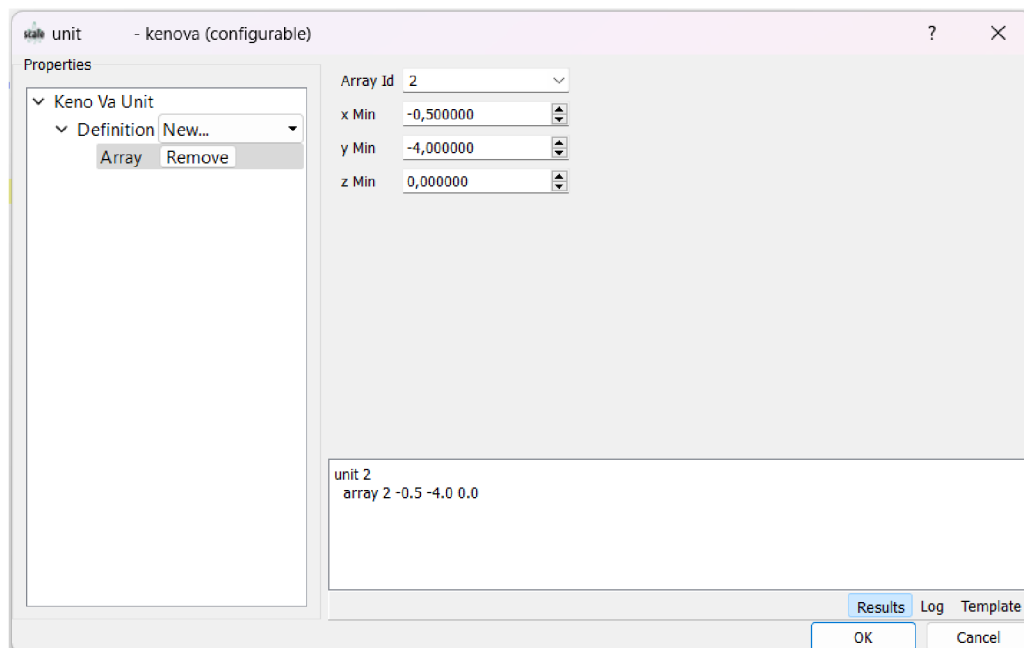 scale unit - kenova (configurable) ?
Properties
Keno Va Unit
Definition New...
Array Remove
Array Id 2
x Min -0,500000
y Min -4,000000
z Min 0,000000
unit 2
array 2 -0.5 -4.0 0.0
Results Log Template
OK Cancel